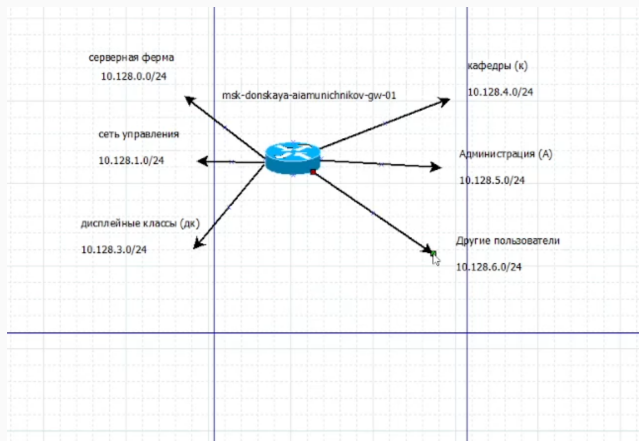 серверная ферма
10.128.0.0/24
msk-donskaya-aiamunichnikov-gw-01
кафедры (к)
10.128.4.0/24
сеть управления
10.128.1.0/24
Администрация (А)
10.128.5.0/24
дисплейные классы (дк)
10.128.3.0/24
Другие пользователи
10.128.6.0/24